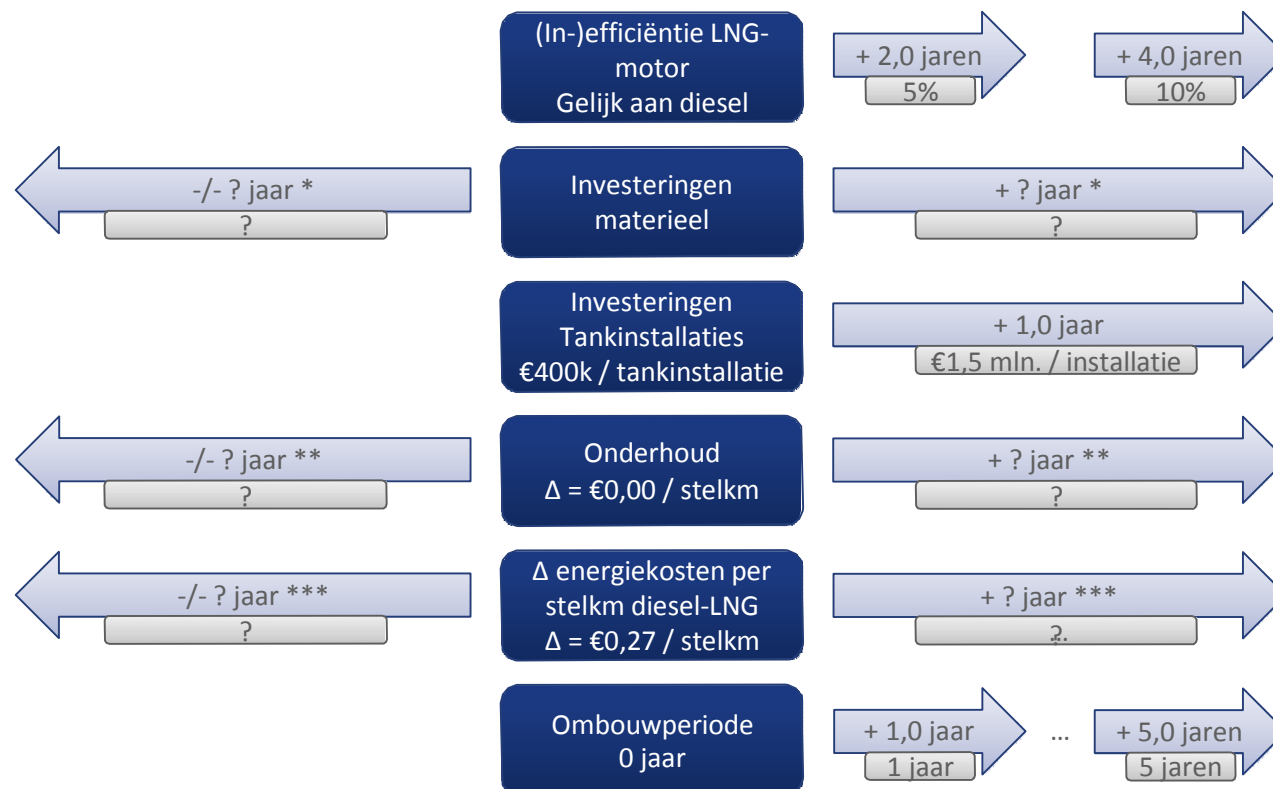 (In-)efficiëntie LNG-
motor
Gelijk aan diesel
+ 2,0 jaren
5%
+ 4,0 jaren
10%
-/- ? jaar *
?
Investeringen
materieel
+ ? jaar *
?
Investeringen
Tankinstallaties
€400k / tankinstallatie
+ 1,0 jaar
€1,5 mln. / installatie
-/- ? jaar **
?
Onderhoud
Δ = €0,00 / stelkm
+ ? jaar **
?
-/- ? jaar ***
?
Δ energiekosten per
stelkm diesel-LNG
Δ = €0,27 / stelkm
+ ? jaar ***
Ombouwperiode
0 jaar
+ 1,0 jaar
1 jaar
...
+ 5,0 jaren
5 jaren